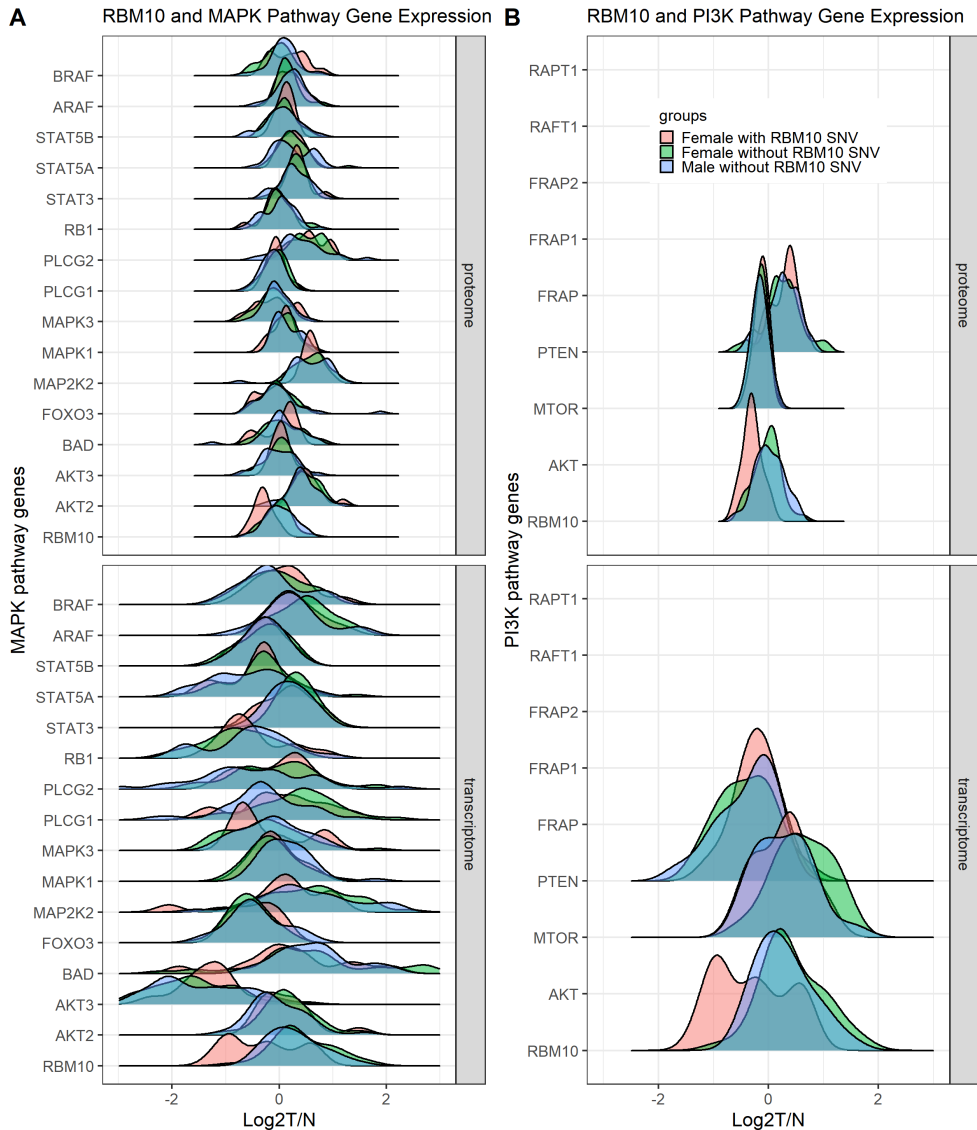 A
RBM10 and MAPK Pathway Gene Expression
MAPK pathway genes
BRAF
ARAF
STAT5B
STAT5A
STAT3
RB1
PLCG2
PLCG1
MAPK3
MAPK1
MAP2K2
FOXO3
BAD
AKT3
AKT2
RBM10
proteome
BRAF
ARAF
STAT5B
STAT5A
STAT3
RB1
PLCG2
PLCG1
MAPK3
MAPK1
MAP2K2
FOXO3
BAD
AKT3
AKT2
RBM10
transcriptome
-2 0 2
Log2T/N
B
RBM10 and PI3K Pathway Gene Expression
PI3K pathway genes
RAPT1
RAFT1
FRAP2
FRAP1
FRAP
PTEN
MTOR
AKT
RBM10
groups
Female with RBM10 SNV
Female without RBM10 SNV
Male without RBM10 SNV
proteome
RAPT1
RAFT1
FRAP2
FRAP1
FRAP
PTEN
MTOR
AKT
RBM10
transcriptome
-2 0 2
Log2T/N